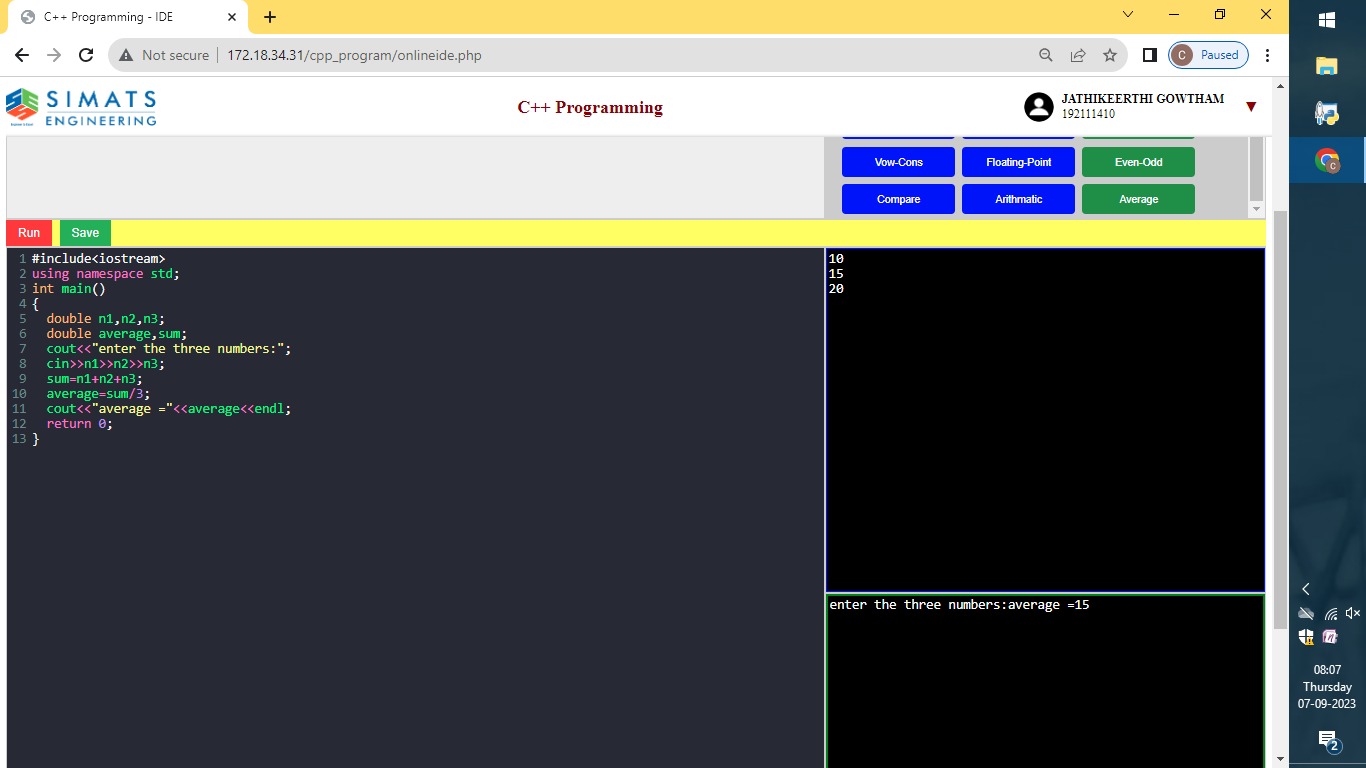 C++ Programming - IDE
Not secure
172.18.34.31/cpp_program/onlineide.php
C
Paused
SIMATS
ENGINEERING
C++ Programming
JATHIKEERTHI GOWTHAM
192111410
Vow-Cons
Floating-Point
Even-Odd
Compare
Arithmatic
Average
Run
Save
1 #include<iostream>
2 using namespace std;
3 int main()
4 {
5 double n1,n2,n3;
6 double average,sum;
7 cout<<"enter the three numbers:";
8 cin>>n1>>n2>>n3;
9 sum=n1+n2+n3;
10 average=sum/3;
11 cout<<"average ="<<average<<endl;
12 return 0;
13 }
10
15
20
enter the three numbers:average =15
C
08:07
Thursday
07-09-2023
2